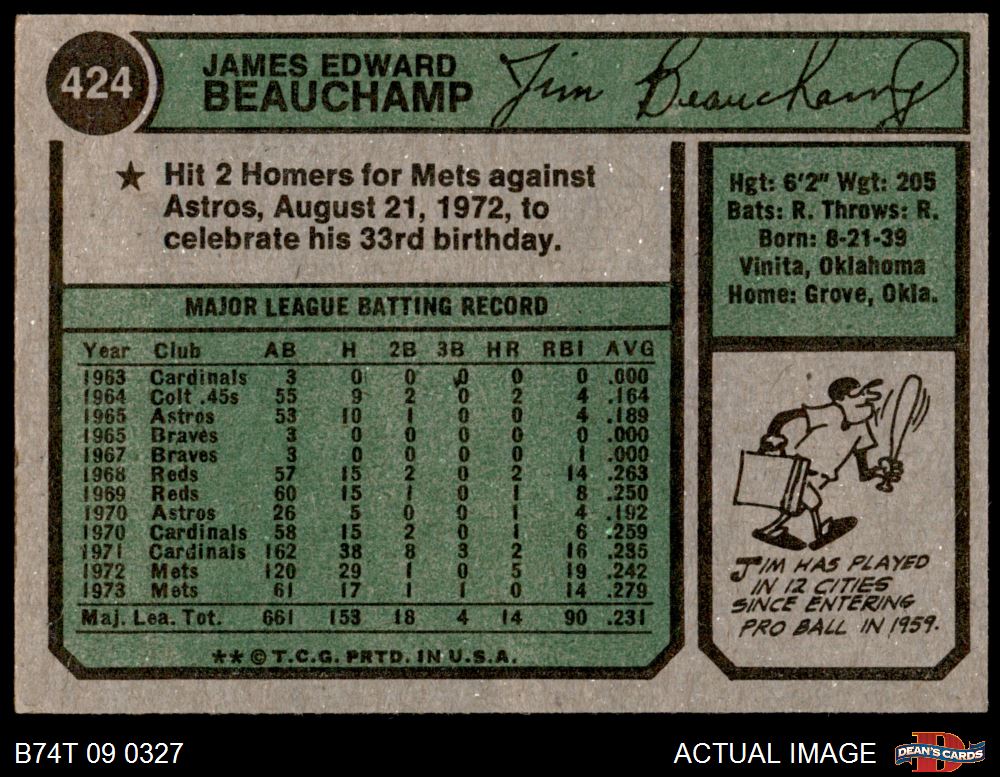 424
JAMES EDWARD
BEAUCHAMP
Jim Beauchamp
★ Hit 2 Homers for Mets against
Astros, August 21, 1972, to
celebrate his 33rd birthday.
Hgt: 6'2" Wgt: 205
Bats: R. Throws: R.
Born: 8-21-39
Vinita, Oklahoma
Home: Grove, Okla.
MAJOR LEAGUE BATTING RECORD
Year Club AB H 2B 3B HR RBI AVG
1963 Cardinals 3 0 0 0 0 0 .000
1964 Colt .45s 55 9 2 0 2 4 .164
1965 Astros 53 10 1 0 0 4 .189
1965 Braves 3 0 0 0 0 0 .000
1967 Braves 3 0 0 0 0 1 .000
1968 Reds 57 15 2 0 2 14 .263
1969 Reds 60 15 1 0 1 8 .250
1970 Astros 26 5 0 0 1 4 .192
1970 Cardinals 58 15 2 0 1 6 .259
1971 Cardinals 162 38 8 3 2 16 .235
1972 Mets 120 29 1 0 5 19 .242
1973 Mets 61 17 1 1 0 14 .279
Maj. Lea. Tot. 661 153 18 4 14 90 .231
★★©T.C.G. PRTD. IN U.S.A.
JIM HAS PLAYED
IN 12 CITIES
SINCE ENTERING
PRO BALL IN 1959.
B74T 09 0327
ACTUAL IMAGE
D
DEAN'S CARDS